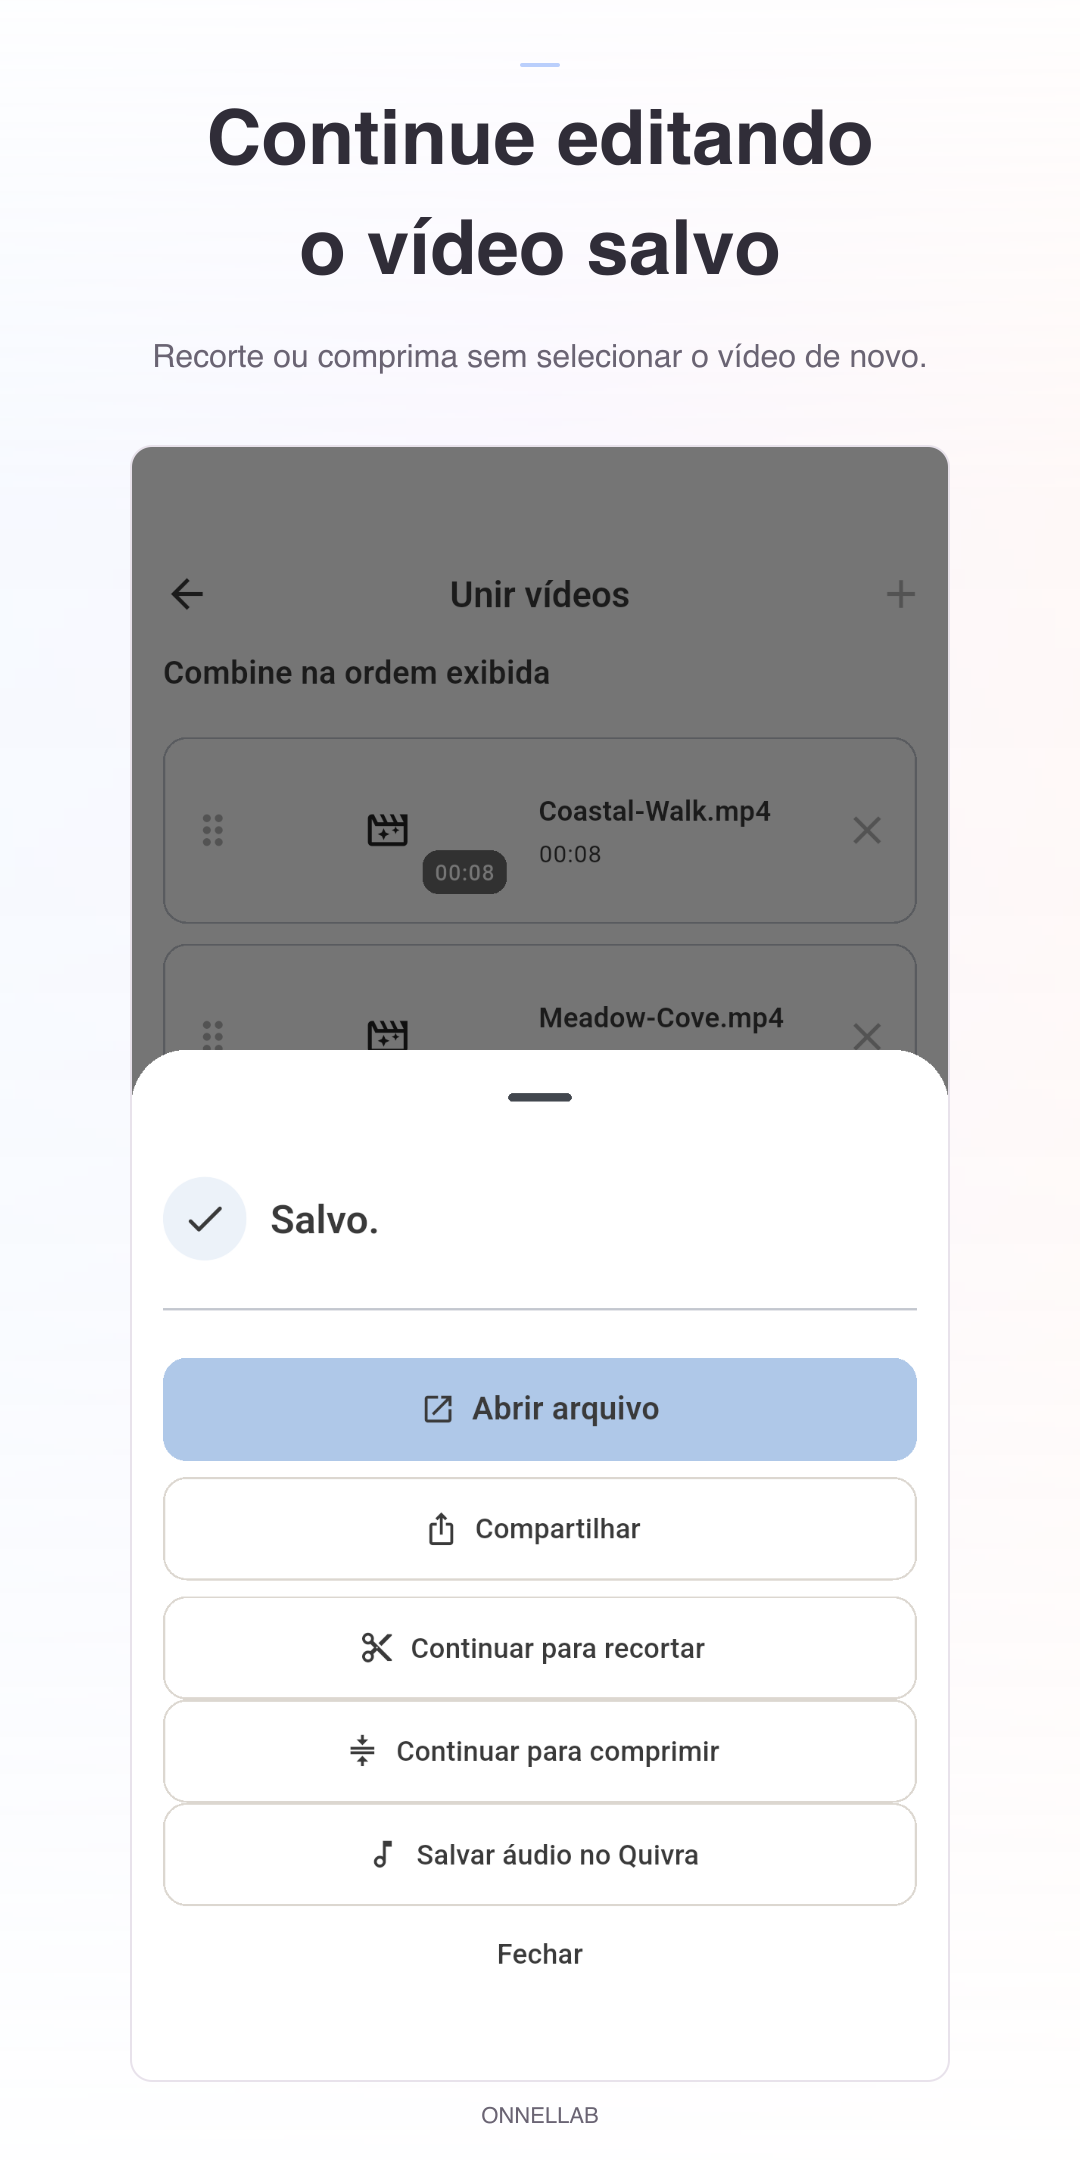 Continue editando
o vídeo salvo
Recorte ou comprima sem selecionar o vídeo de novo.
Unir vídeos
Combine na ordem exibida
Coastal-Walk.mp4
00:08
00:08
Meadow-Cove.mp4
Salvo.
Abrir arquivo
Compartilhar
Continuar para recortar
Continuar para comprimir
Salvar áudio no Quivra
Fechar
ONNELLAB